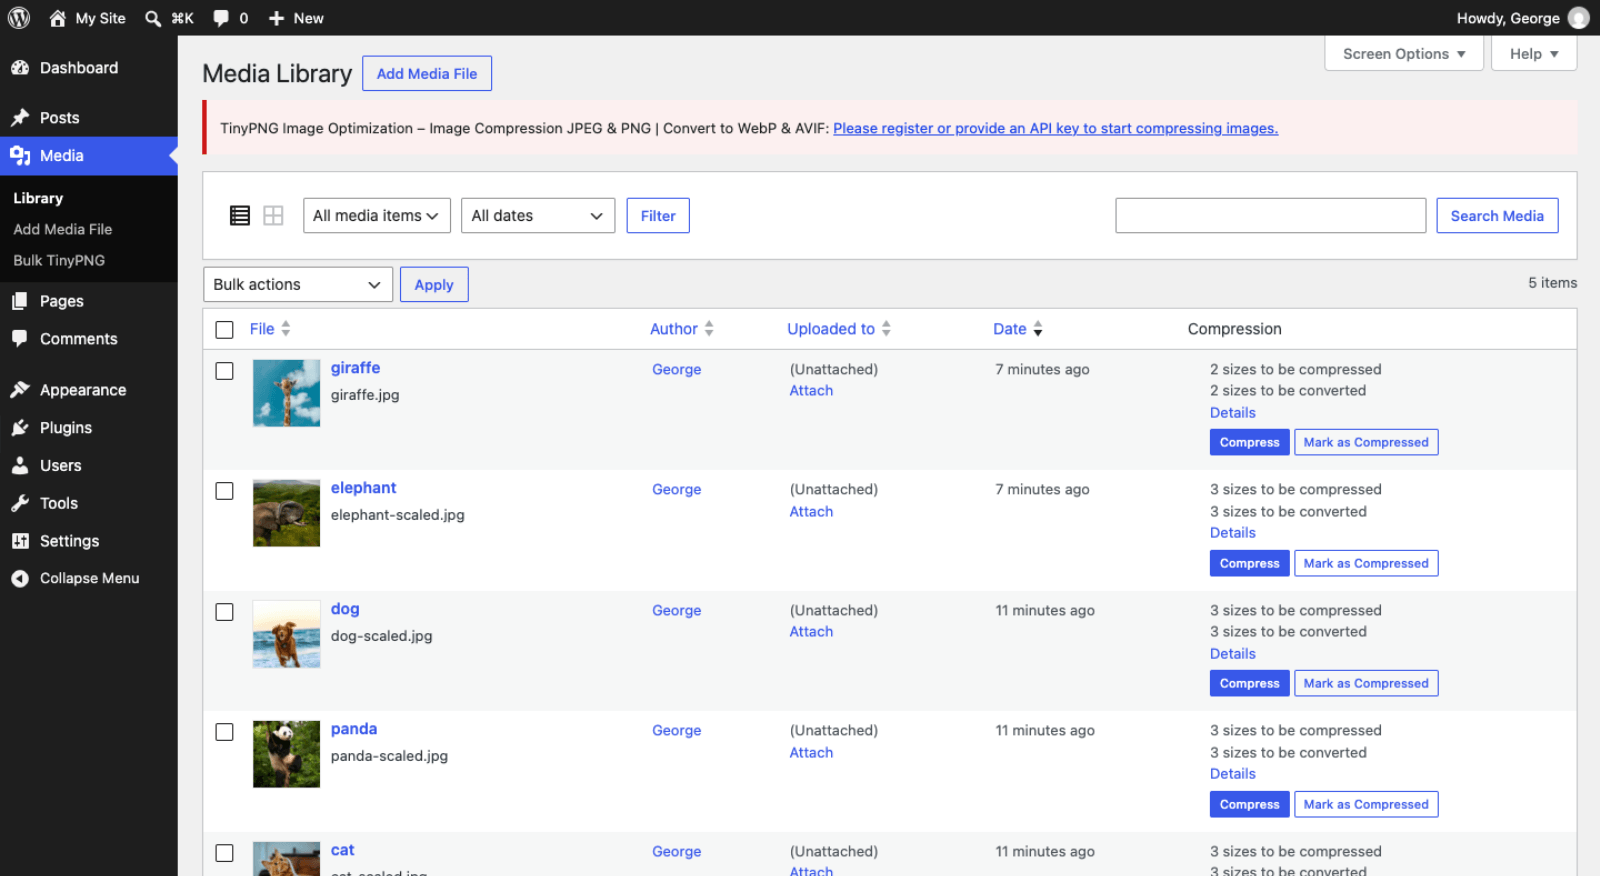 My Site ⌘K 0 New Howdy, George
Dashboard
Posts
Media
Library
Add Media File
Bulk TinyPNG
Pages
Comments
Appearance
Plugins
Users
Tools
Settings
Collapse Menu
Screen Options Help
Media Library Add Media File
TinyPNG Image Optimization – Image Compression JPEG & PNG | Convert to WebP & AVIF: Please register or provide an API key to start compressing images.
All media items All dates Filter Search Media
Bulk actions Apply 5 items
File Author Uploaded to Date Compression
giraffe George (Unattached) 7 minutes ago 2 sizes to be compressed
giraffe.jpg Attach 2 sizes to be converted
Details
Compress Mark as Compressed
elephant George (Unattached) 7 minutes ago 3 sizes to be compressed
elephant-scaled.jpg Attach 3 sizes to be converted
Details
Compress Mark as Compressed
dog George (Unattached) 11 minutes ago 3 sizes to be compressed
dog-scaled.jpg Attach 3 sizes to be converted
Details
Compress Mark as Compressed
panda George (Unattached) 11 minutes ago 3 sizes to be compressed
panda-scaled.jpg Attach 3 sizes to be converted
Details
Compress Mark as Compressed
cat George (Unattached) 11 minutes ago 3 sizes to be compressed
cat-scaled.jpg Attach 3 sizes to be converted